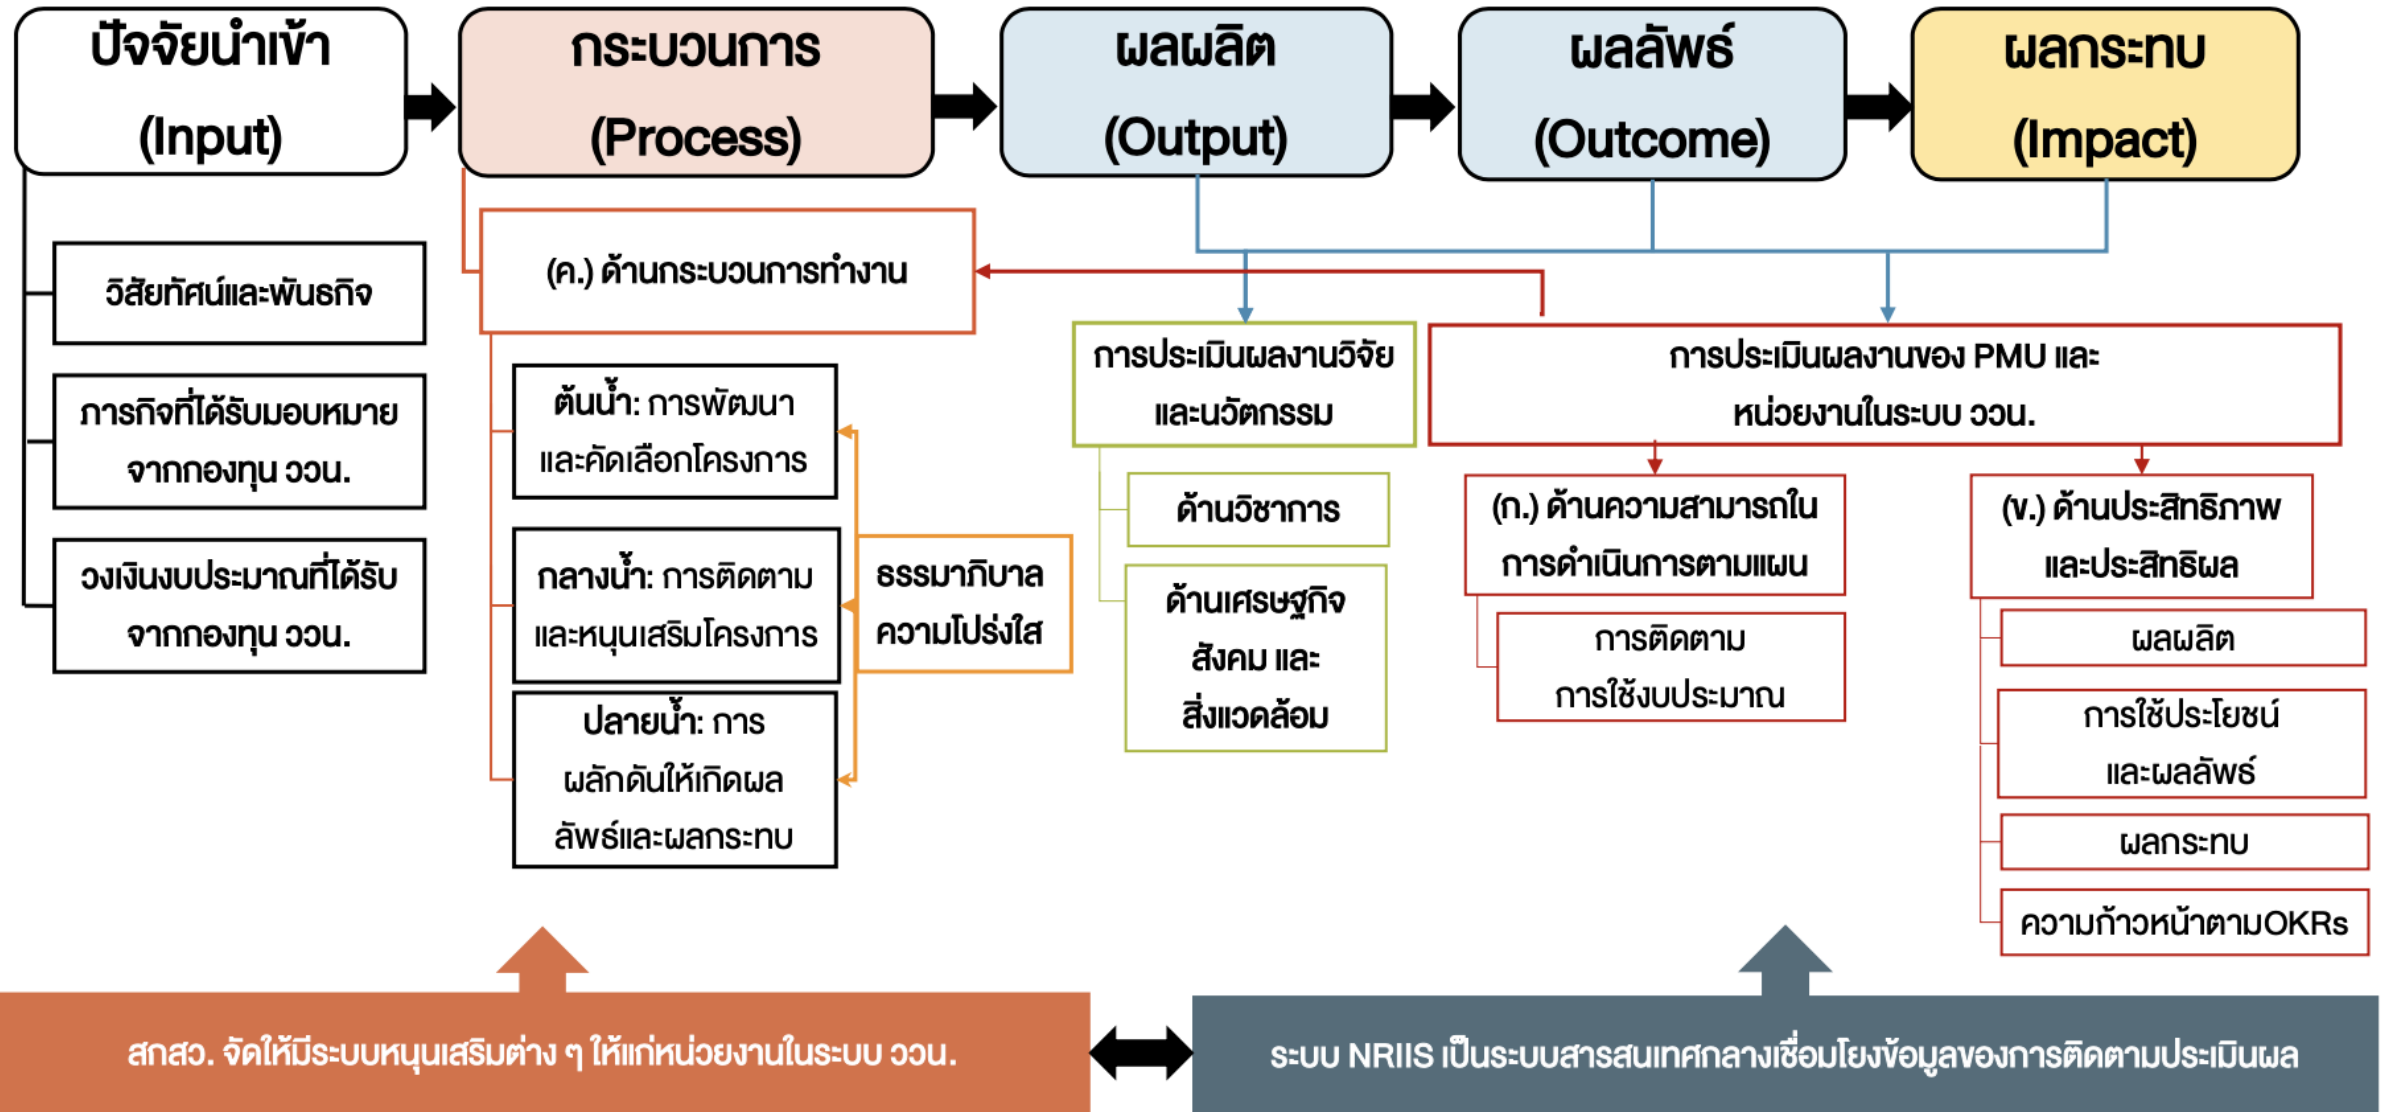 ปัจจัยนำเข้า
(Input)
กระบวนการ
(Process)
ผลผลิต
(Output)
ผลลัพธ์
(Outcome)
ผลกระทบ
(Impact)
วิสัยทัศน์และพันธกิจ
ภารกิจที่ได้รับมอบหมาย
จากกองทุน ววน.
วงเงินงบประมาณที่ได้รับ
จากกองทุน ววน.
(ค.) ด้านกระบวนการทำงาน
ต้นน้ำ: การพัฒนา
และคัดเลือกโครงการ
กลางน้ำ: การติดตาม
และหนุนเสริมโครงการ
ปลายน้ำ: การ
ผลักดันให้เกิดผล
ลัพธ์และผลกระทบ
ธรรมาภิบาล
ความโปร่งใส
การประเมินผลงานวิจัย
และนวัตกรรม
ด้านวิชาการ
ด้านเศรษฐกิจ
สังคม และ
สิ่งแวดล้อม
การประเมินผลงานของ PMU และ
หน่วยงานในระบบ ววน.
(ก.) ด้านความสามารถใน
การดำเนินการตามแผน
การติดตาม
การใช้งบประมาณ
(ข.) ด้านประสิทธิภาพ
และประสิทธิผล
ผลผลิต
การใช้ประโยชน์
และผลลัพธ์
ผลกระทบ
ความก้าวหน้าตามOKRs
สกสว. จัดให้มีระบบหนุนเสริมต่าง ๆ ให้แก่หน่วยงานในระบบ ววน.
ระบบ NRIIS เป็นระบบสารสนเทศกลางเชื่อมโยงข้อมูลของการติดตามประเมินผล